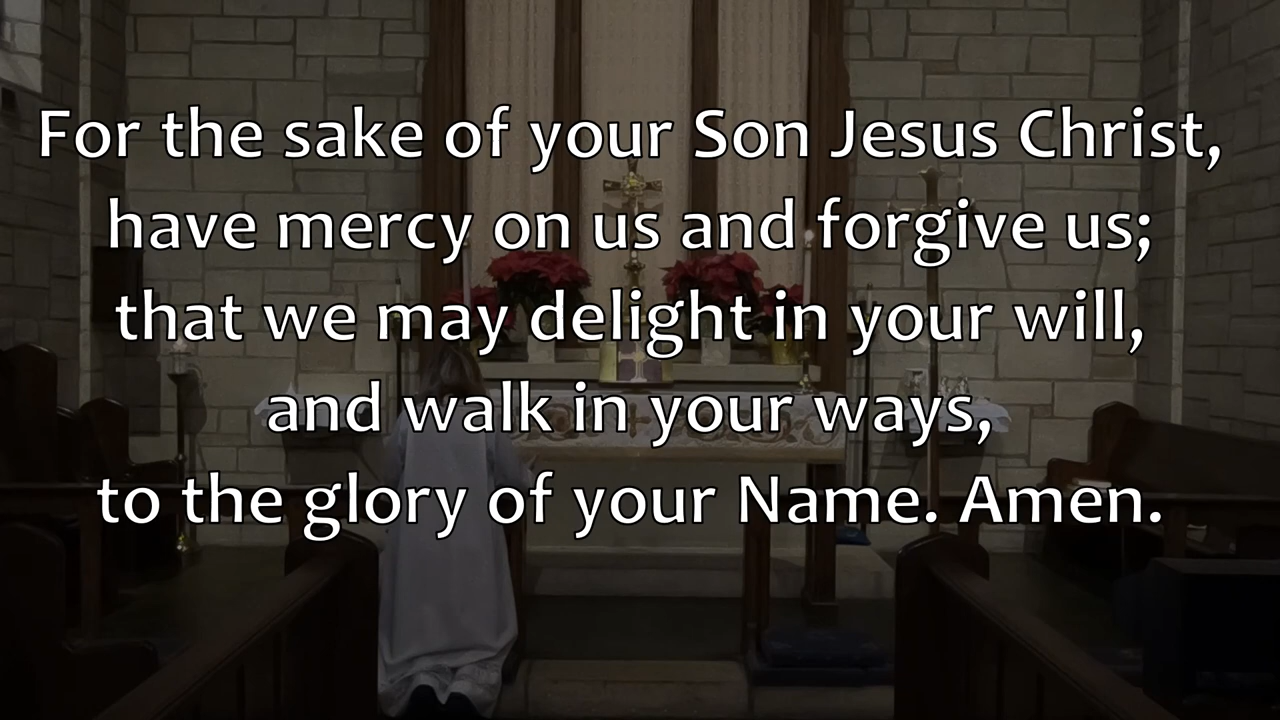 For the sake of your Son Jesus Christ,
have mercy on us and forgive us;
that we may delight in your will,
and walk in your ways,
to the glory of your Name. Amen.